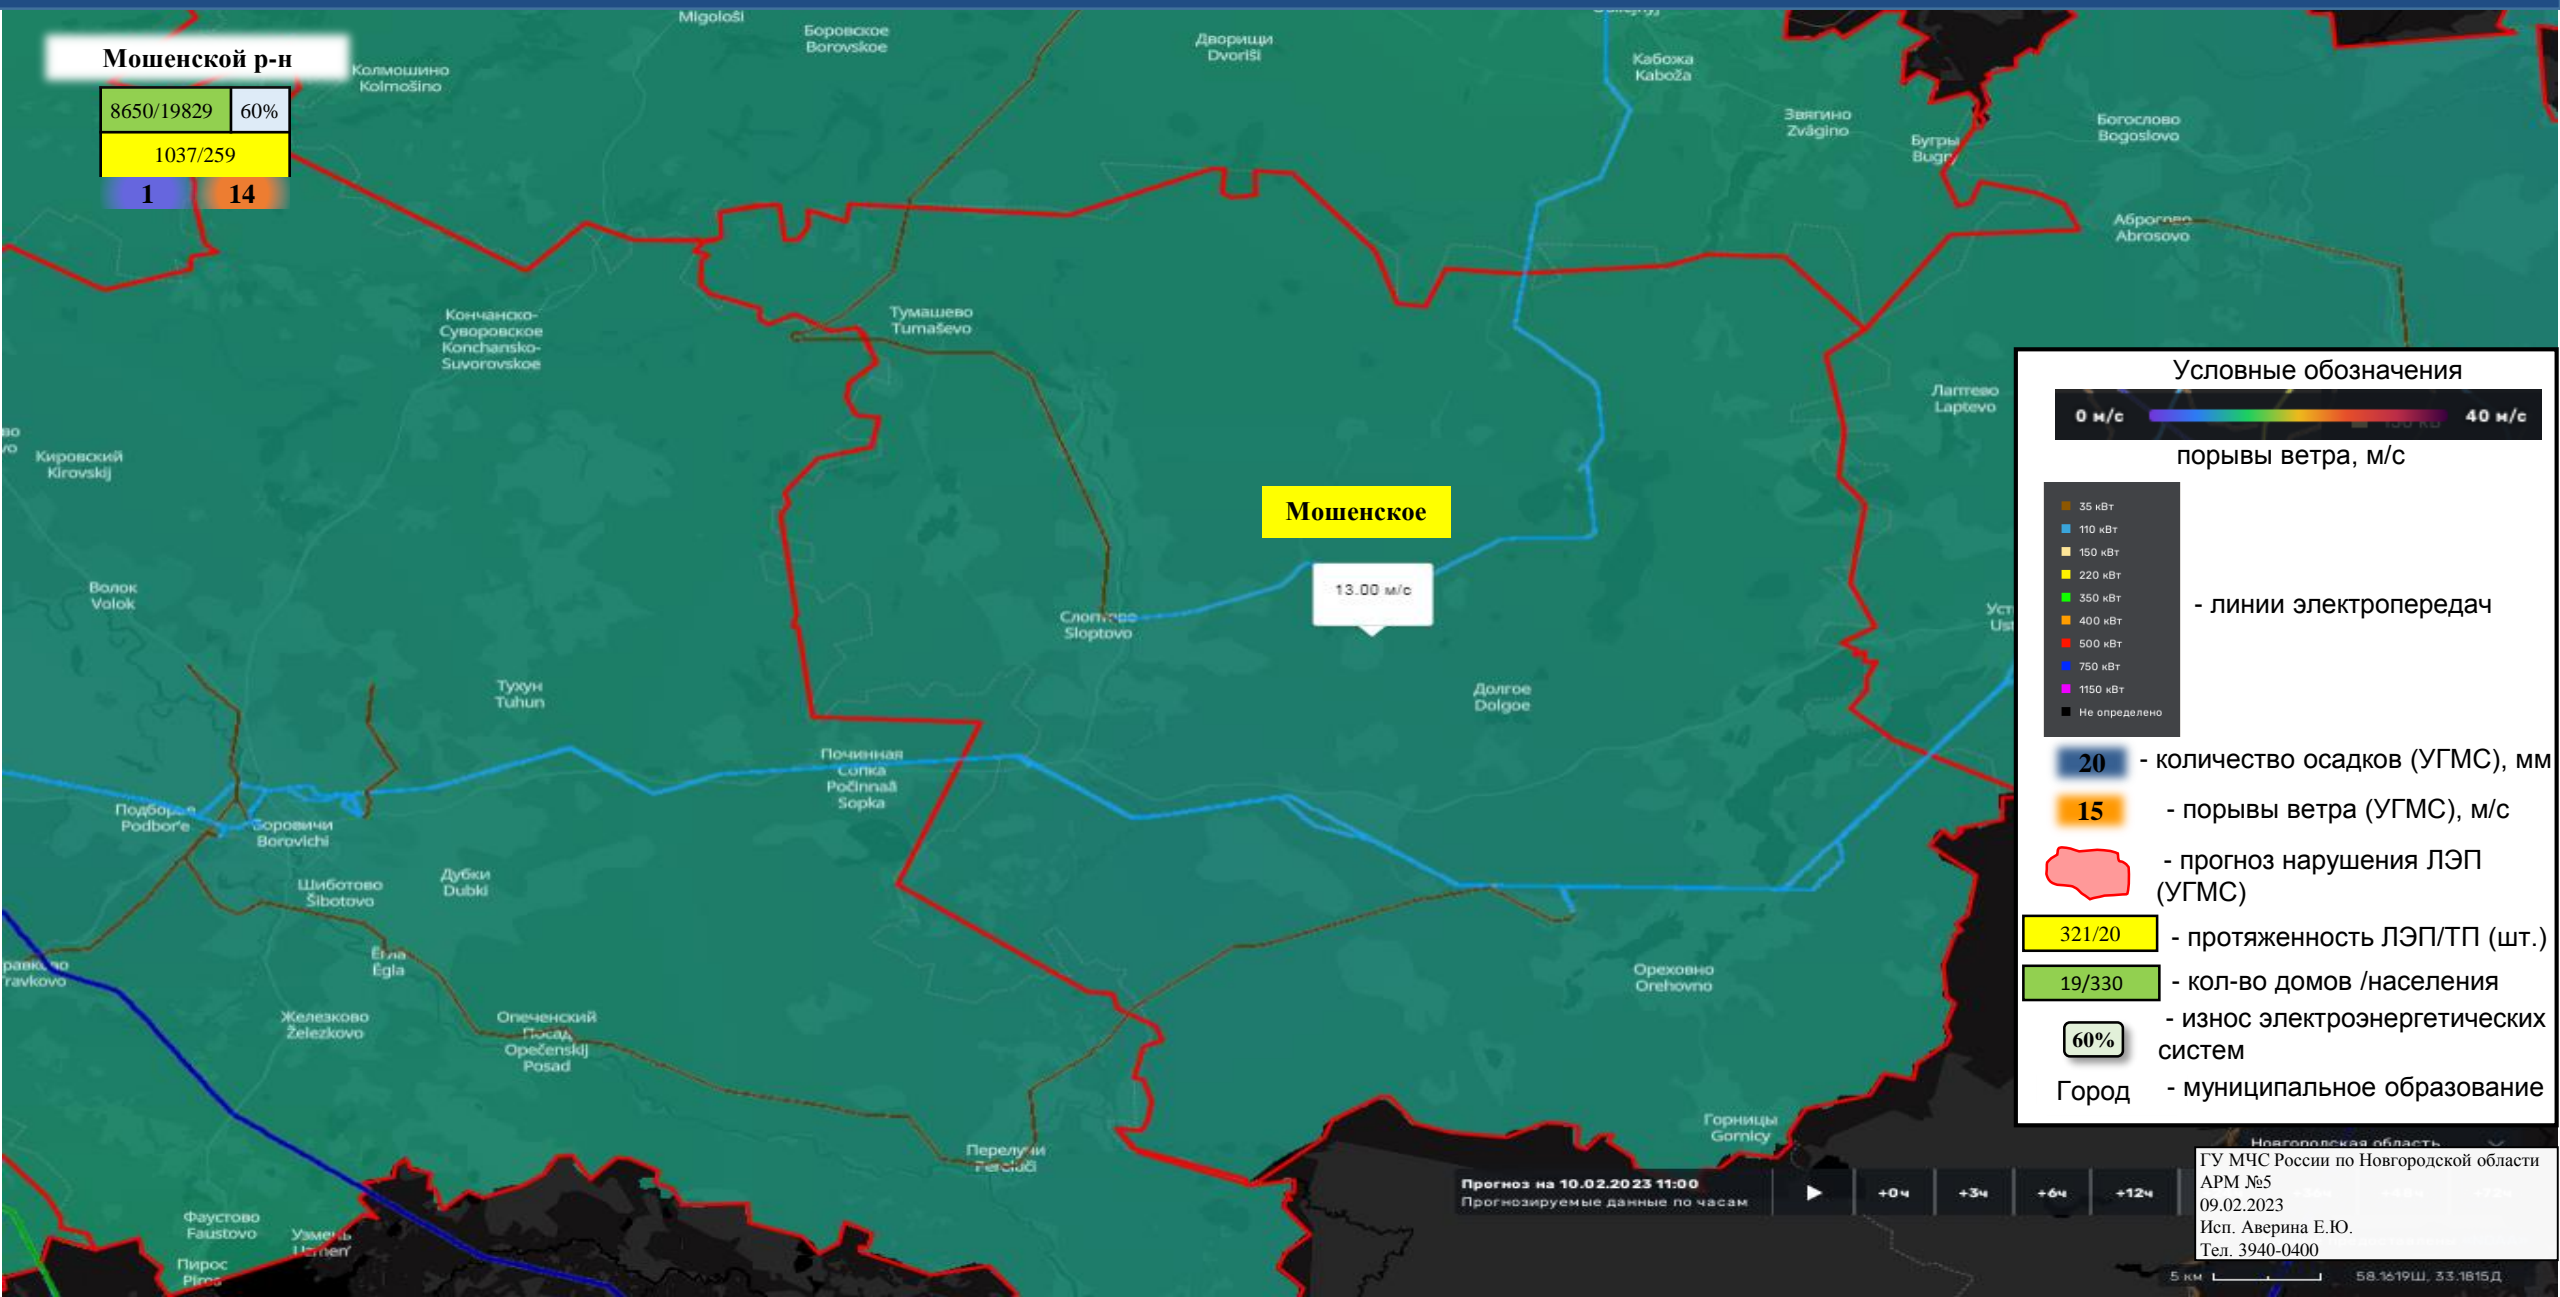 Migološi
Боровское
Borovskoe
Дворищи
Dvoriši
Кабожа
Kaboža
Мошенской р-н
Колмошино
Kolmošino
8650/19829 60%
1037/259
1 14
Звягино
Zvâgino
Бугры
Bugry
Богослово
Bogoslovo
Abrosovo
Кончанско-
Суворовское
Konchansko-
Suvorovskoe
Тумашево
Tumaševo
Лаптево
Laptevo
Кировский
Kirovskij
Мошенское
13.00 м/с
Волок
Volok
Sloptovo
Тухун
Tuhun
Долгое
Dolgoe
Починная
Сопка
Počinnaâ
Sopka
Podbor'e
Borovichi
Шиботово
Šibotovo
Дубки
Dubki
Ёгла
Ëgla
Железково
Železkovo
Опеченский
Посад
Opečenskij
Posad
Ореховно
Orehovno
Перелучи
Горницы
Gornicy
Фаустово
Faustovo
Узмень
Пирос
Условные обозначения
0 м/с 40 м/с
порывы ветра, м/с
35 кВт
110 кВт
150 кВт
220 кВт
350 кВт
400 кВт
500 кВт
750 кВт
1150 кВт
Не определено
- линии электропередач
20 - количество осадков (УГМС), мм
15 - порывы ветра (УГМС), м/с
- прогноз нарушения ЛЭП
(УГМС)
321/20 - протяженность ЛЭП/ТП (шт.)
19/330 - кол-во домов /населения
60% - износ электроэнергетических
систем
Город - муниципальное образование
Новгородская область
Прогноз на 10.02.2023 11:00
Прогнозируемые данные по часам
+0ч +3ч +6ч +12ч
ГУ МЧС России по Новгородской области
АРМ №5
09.02.2023
Исп. Аверина Е.Ю.
Тел. 3940-0400
5 км 58.1619Ш, 33.1815Д